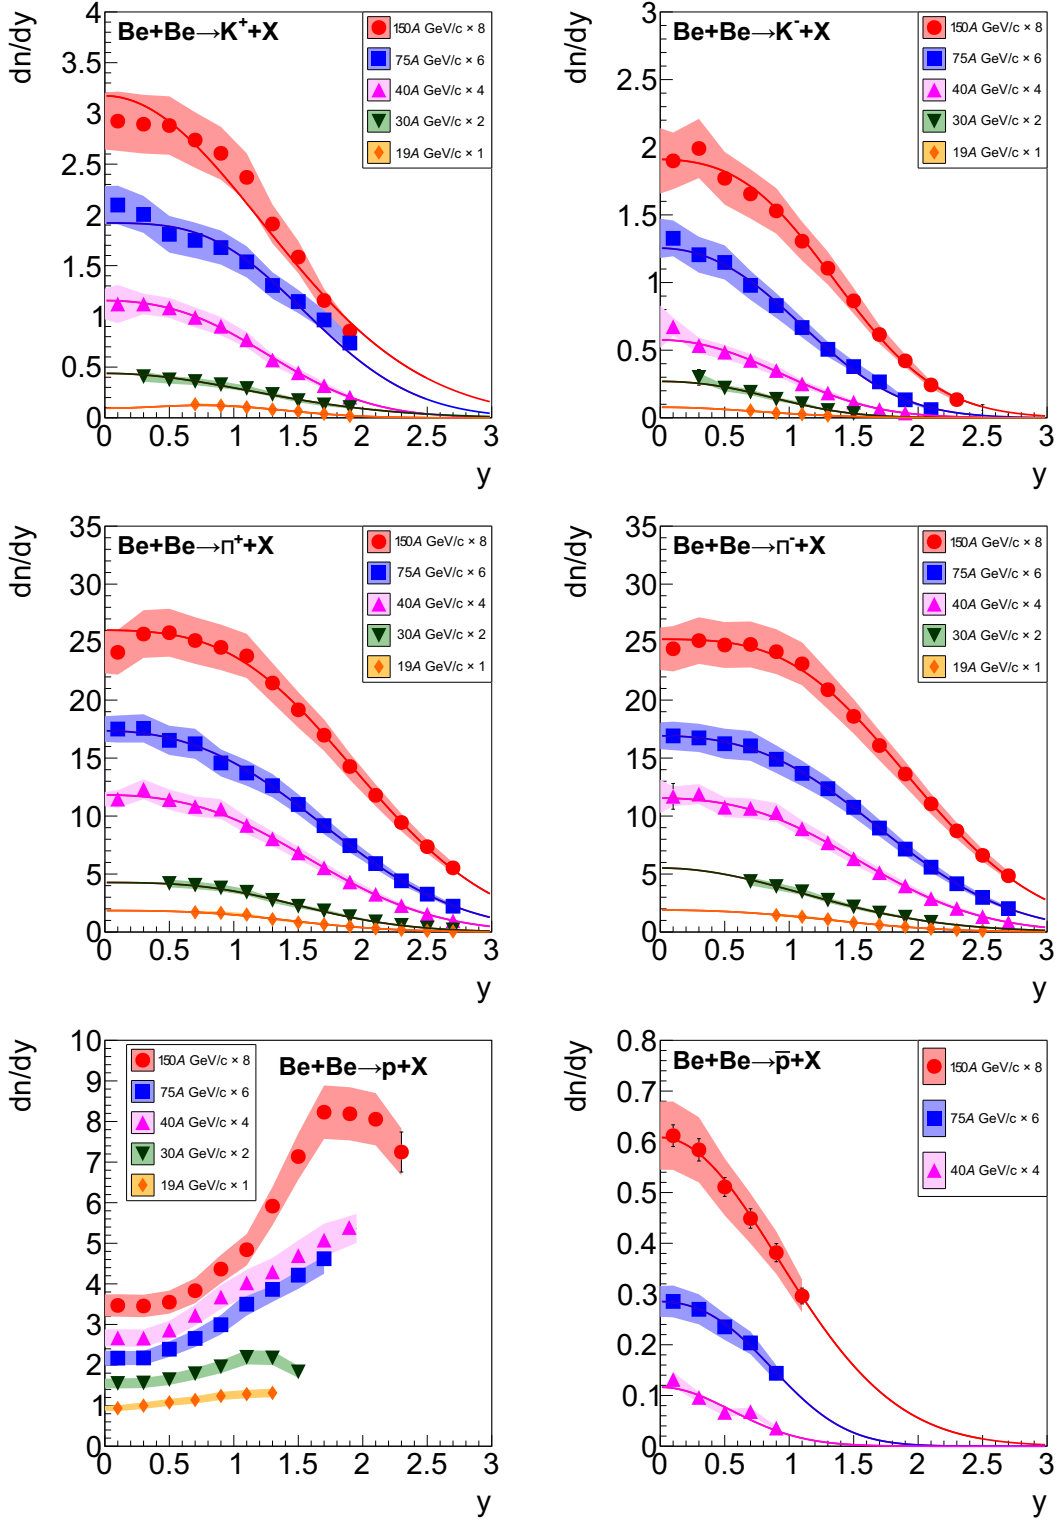 dn/dy
Be+Be→K⁺+X
150A GeV/c × 8
75A GeV/c × 6
40A GeV/c × 4
30A GeV/c × 2
19A GeV/c × 1
4
3.5
3
2.5
2
1.5
1
0.5
0
0 0.5 1 1.5 2 2.5 3
y
dn/dy
Be+Be→K⁻+X
150A GeV/c × 8
75A GeV/c × 6
40A GeV/c × 4
30A GeV/c × 2
19A GeV/c × 1
3
2.5
2
1.5
1
0.5
0
0 0.5 1 1.5 2 2.5 3
y
dn/dy
Be+Be→π⁺+X
150A GeV/c × 8
75A GeV/c × 6
40A GeV/c × 4
30A GeV/c × 2
19A GeV/c × 1
35
30
25
20
15
10
5
0
0 0.5 1 1.5 2 2.5 3
y
dn/dy
Be+Be→π⁻+X
150A GeV/c × 8
75A GeV/c × 6
40A GeV/c × 4
30A GeV/c × 2
19A GeV/c × 1
35
30
25
20
15
10
5
0
0 0.5 1 1.5 2 2.5 3
y
dn/dy
Be+Be→p+X
150A GeV/c × 8
75A GeV/c × 6
40A GeV/c × 4
30A GeV/c × 2
19A GeV/c × 1
10
9
8
7
6
5
4
3
2
1
0
0 0.5 1 1.5 2 2.5 3
y
dn/dy
Be+Be→p̅+X
150A GeV/c × 8
75A GeV/c × 6
40A GeV/c × 4
0.8
0.7
0.6
0.5
0.4
0.3
0.2
0.1
0
0 0.5 1 1.5 2 2.5 3
y